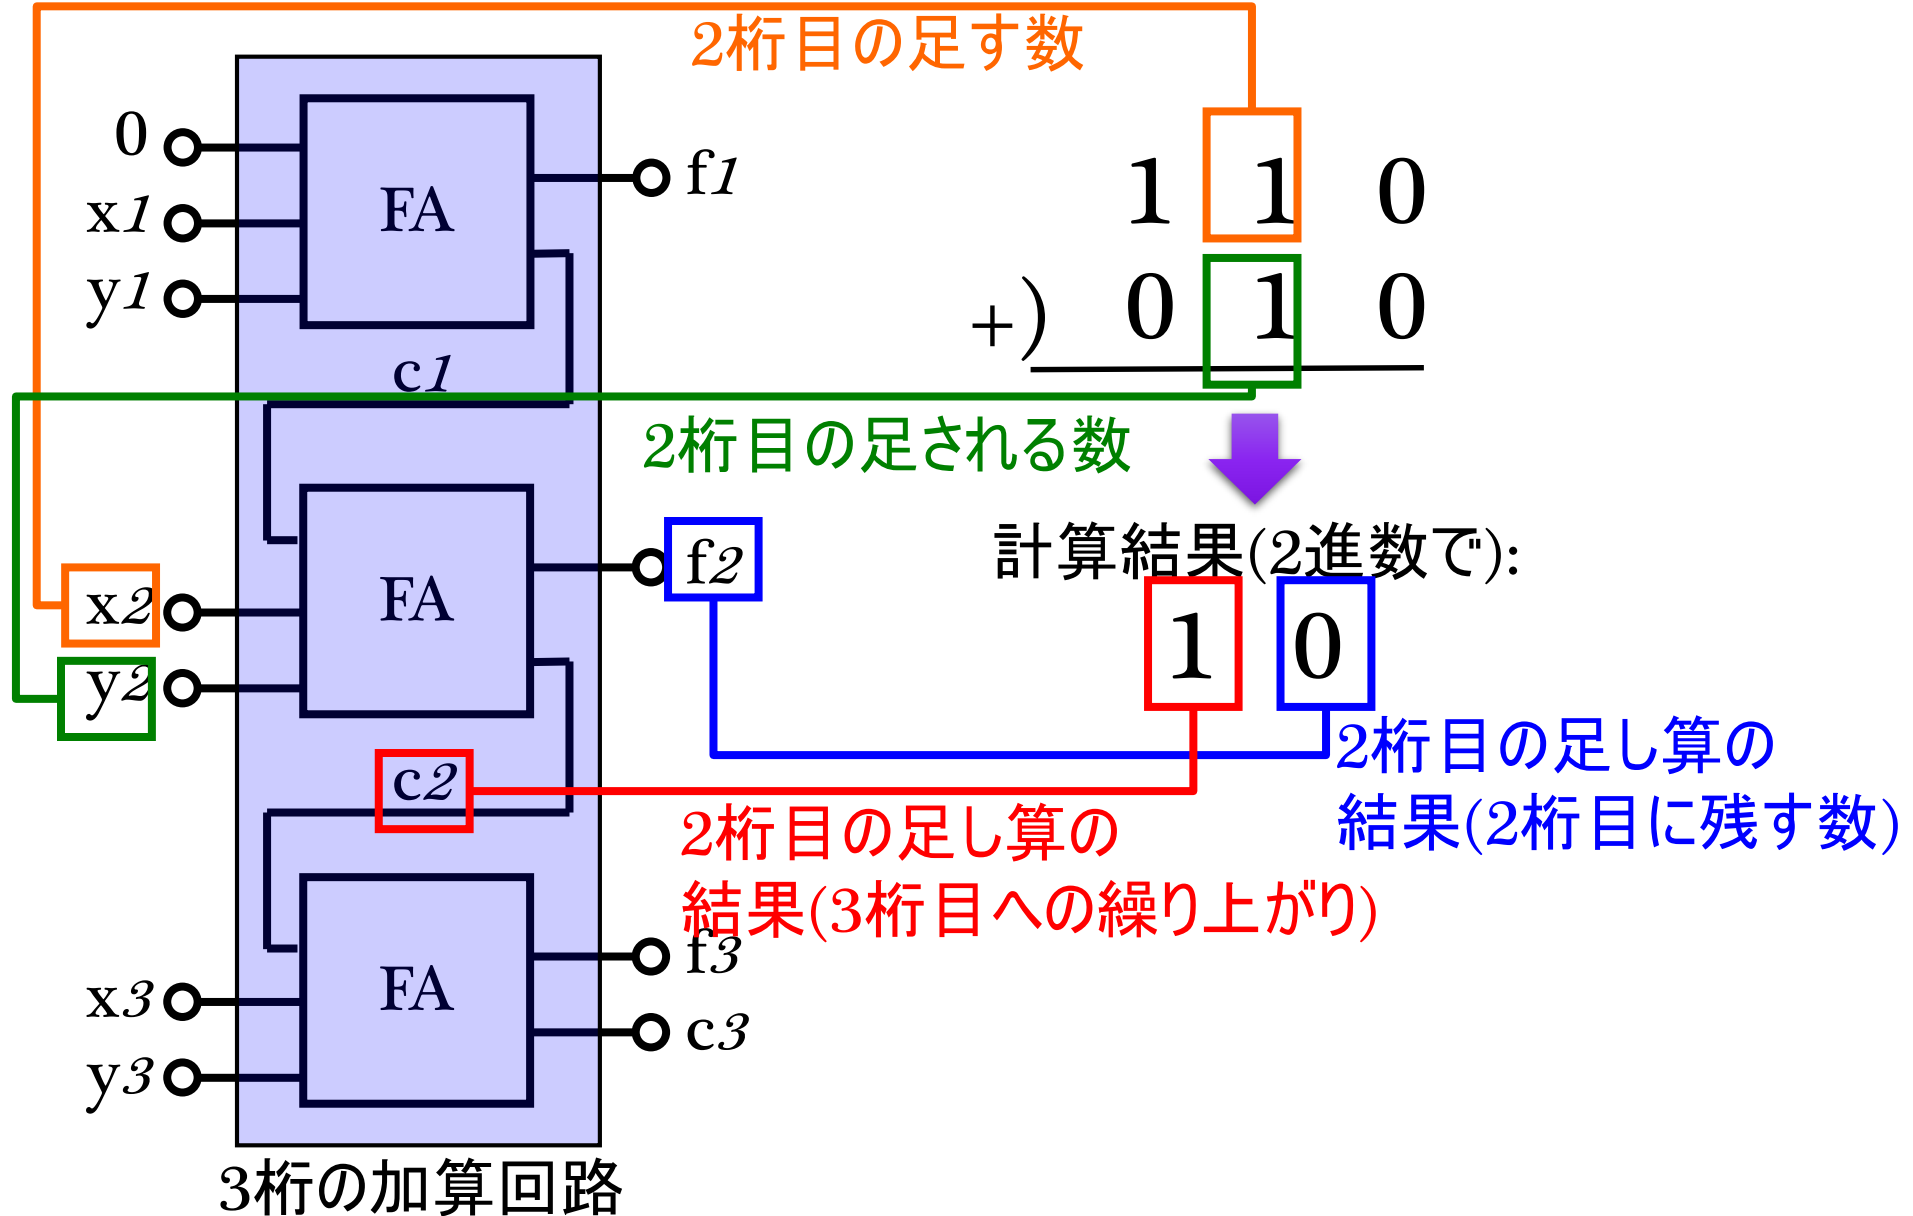 2桁目の足す数
0
x1
y1
FA
f1
c1
1 1 0
+) 0 1 0
2桁目の足される数
計算結果(2進数で):
1 0
x2
y2
FA
f2
c2
2桁目の足し算の
結果(2桁目に残す数)
2桁目の足し算の
結果(3桁目への繰り上がり)
x3
y3
FA
f3
c3
3桁の加算回路